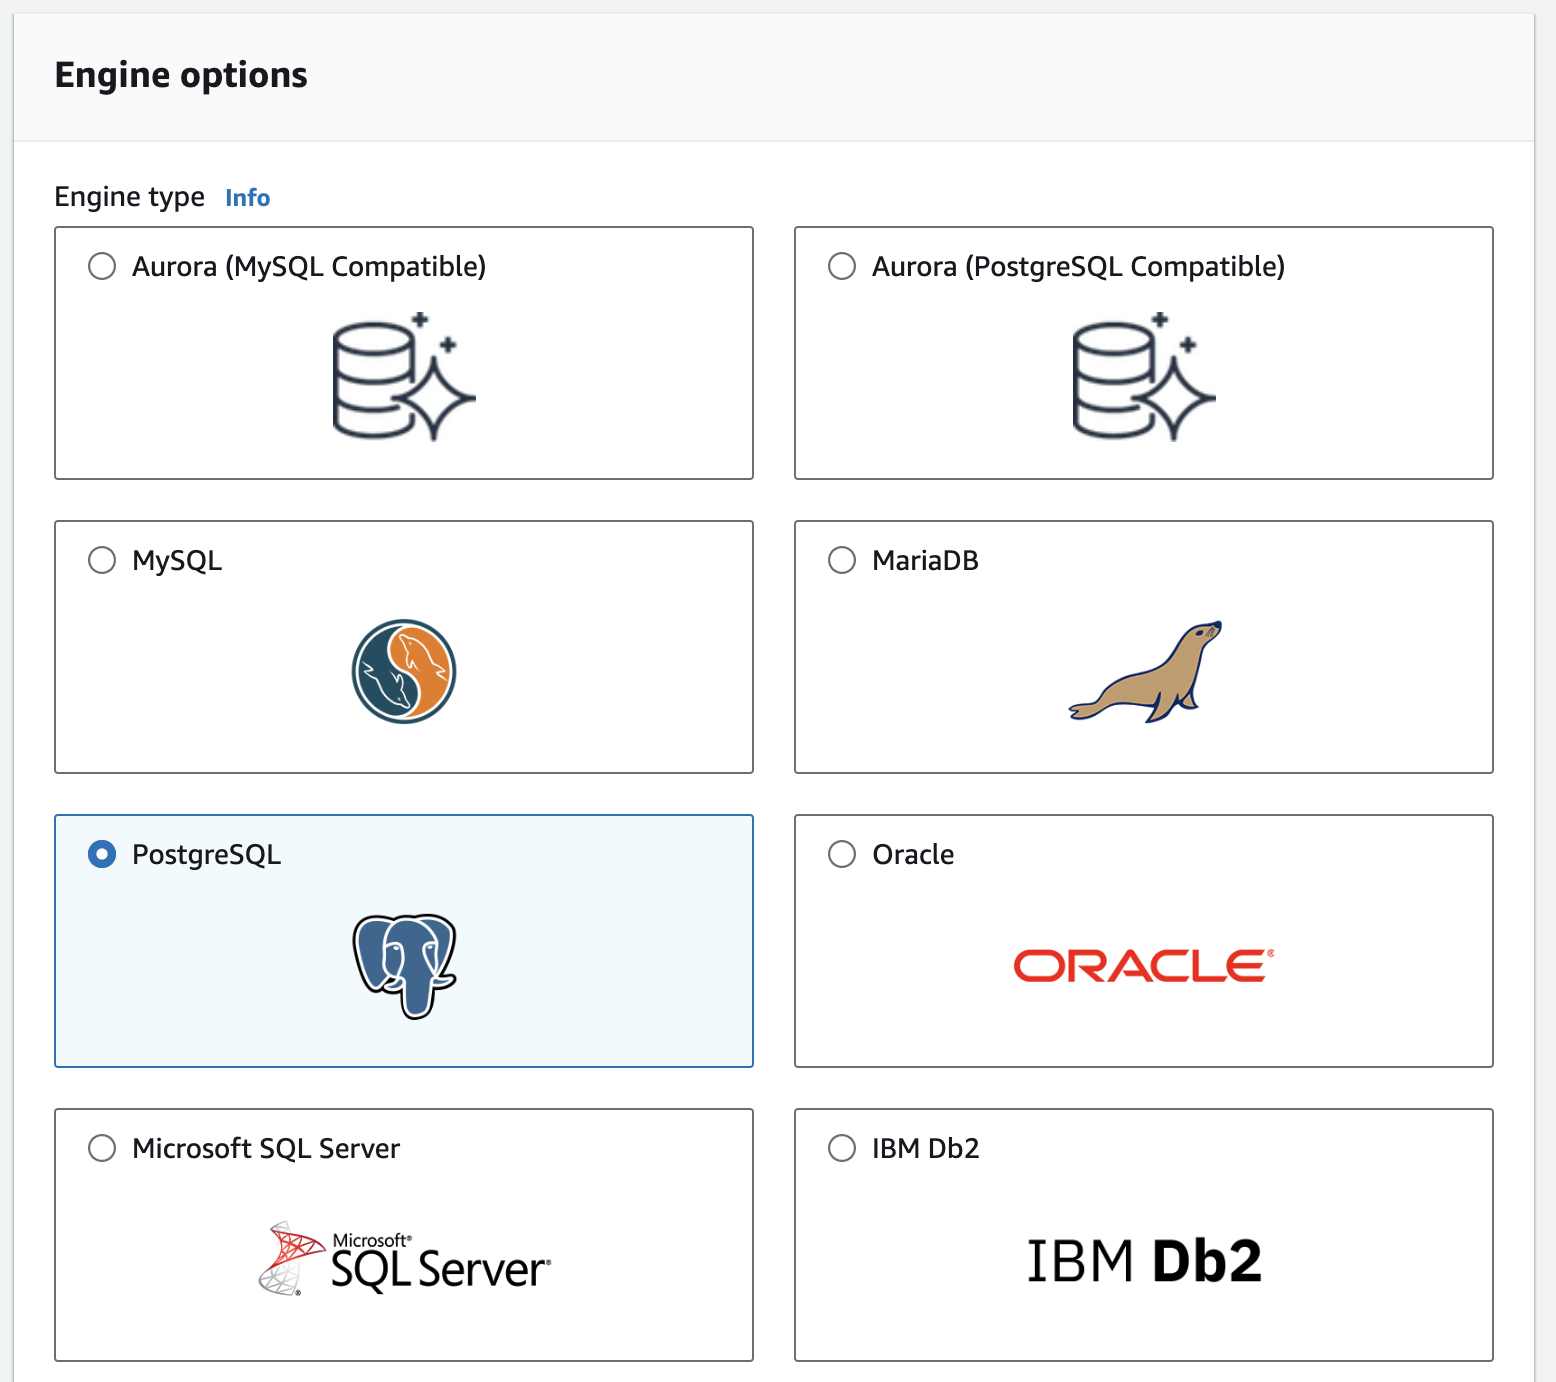 Engine options
Engine type Info
Aurora (MySQL Compatible)
Aurora (PostgreSQL Compatible)
MySQL
MariaDB
PostgreSQL
Oracle
ORACLE®
Microsoft SQL Server
Microsoft®
SQL Server®
IBM Db2
IBM Db2